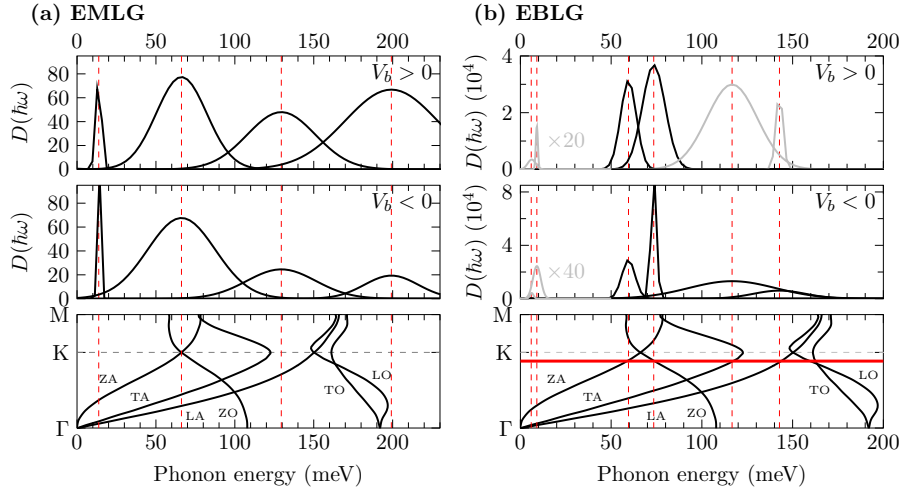 (a) EMLG
0 50 100 150 200
80
60
40
20
0
D(ħω)
V_b > 0
80
60
40
20
0
D(ħω)
V_b < 0
M
K
Γ
ZA
TA
LA
ZO
TO
LO
0 50 100 150 200
Phonon energy (meV)
(b) EBLG
0 50 100 150 200
4
3
2
1
0
D(ħω) (10^4)
×20
V_b > 0
8
6
4
2
0
D(ħω) (10^4)
×40
V_b < 0
M
K
Γ
ZA
TA
LA
ZO
TO
LO
0 50 100 150 200
Phonon energy (meV)